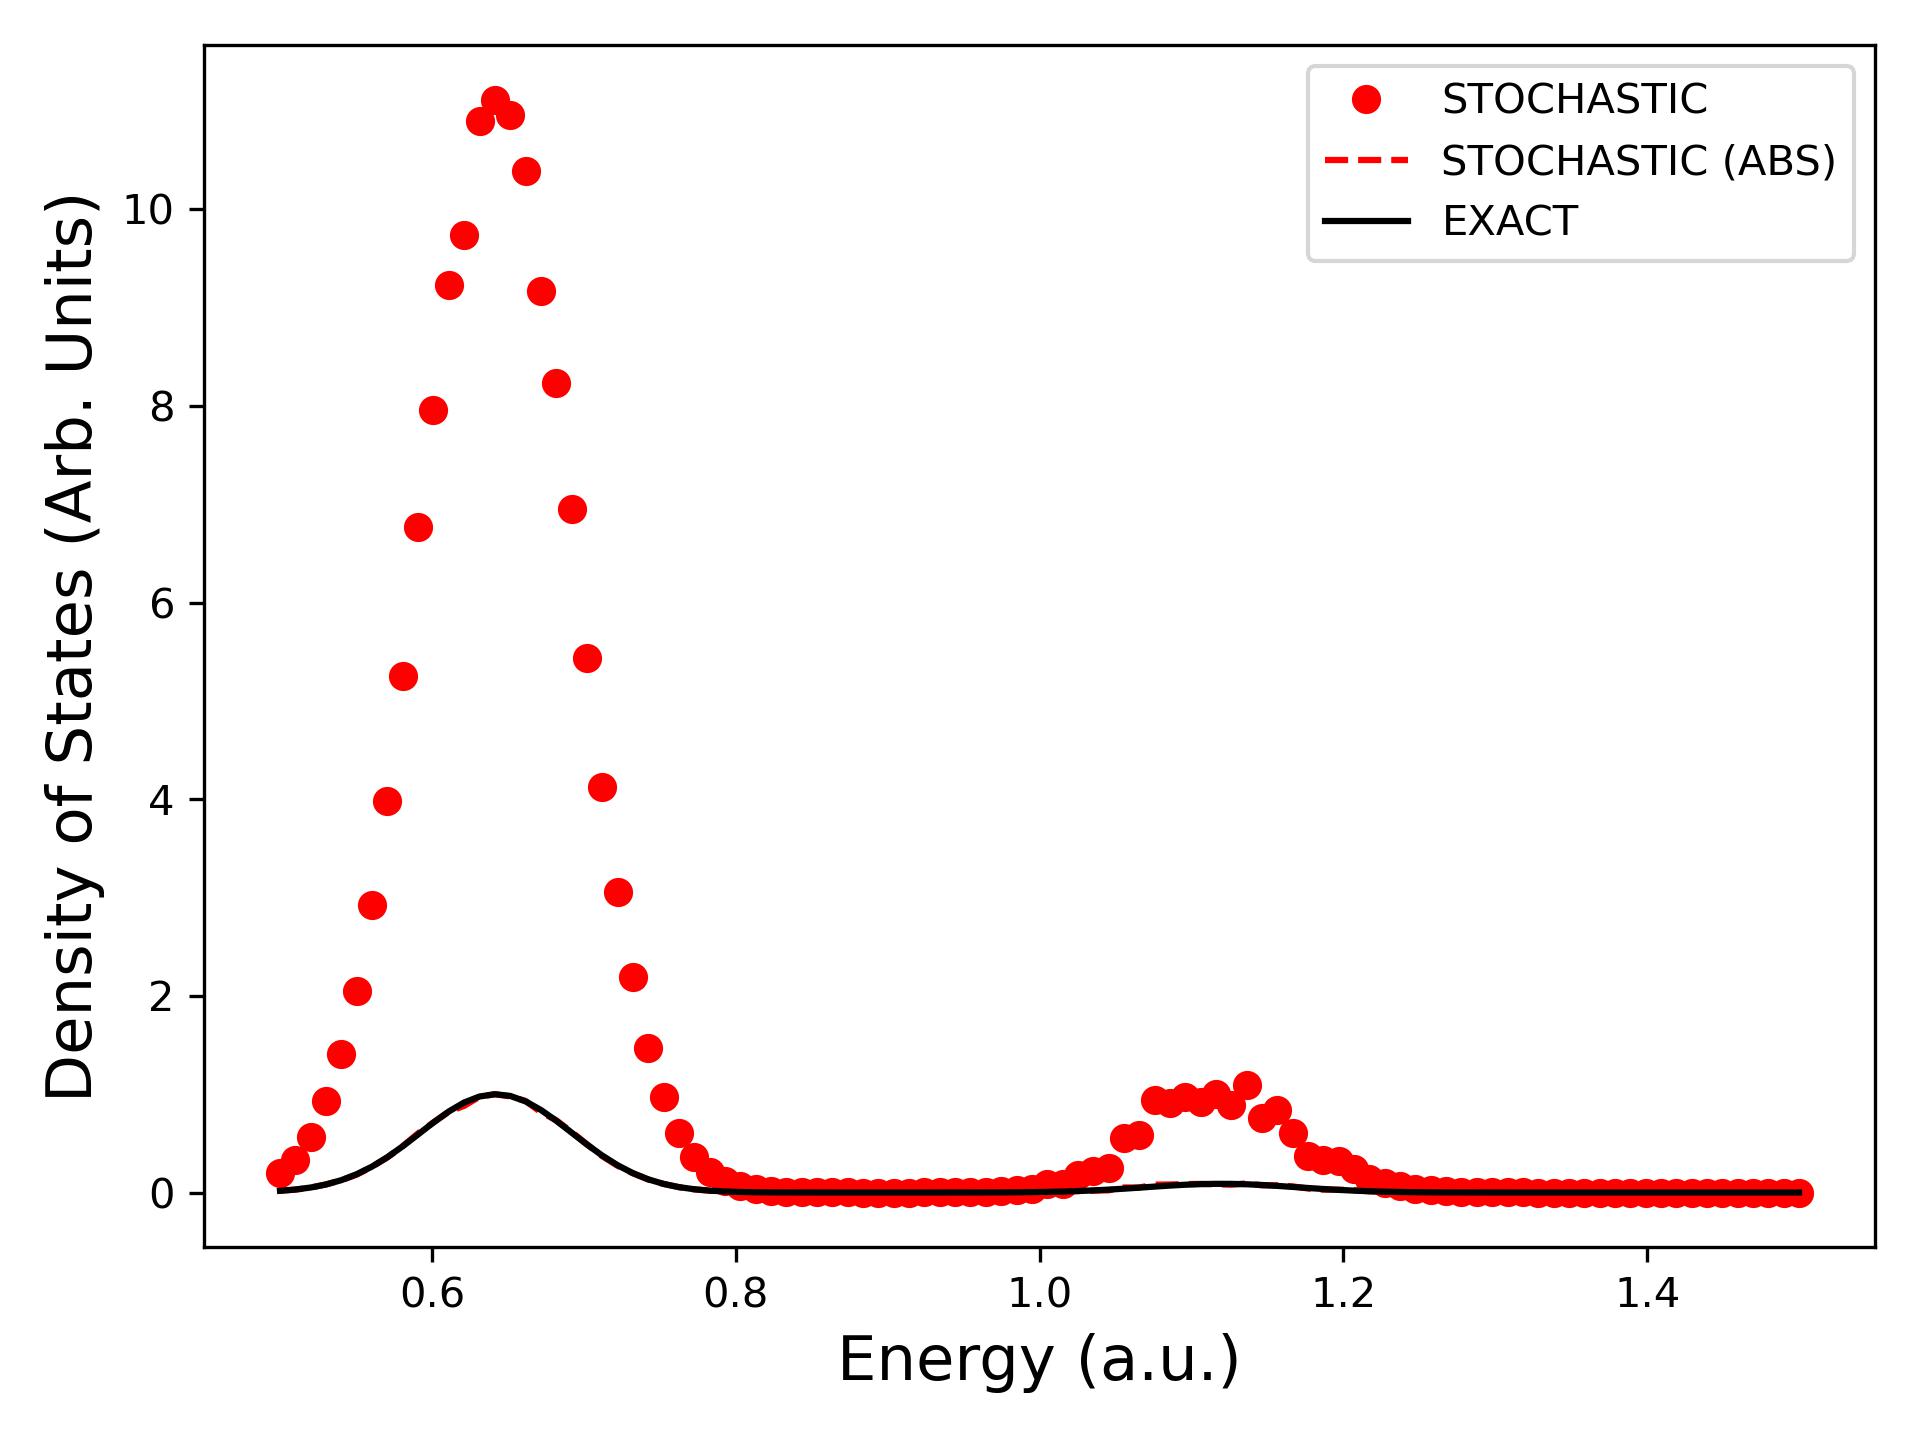 STOCHASTIC
STOCHASTIC (ABS)
EXACT
Density of States (Arb. Units)
10
8
6
4
2
0
0.6 0.8 1.0 1.2 1.4
Energy (a.u.)